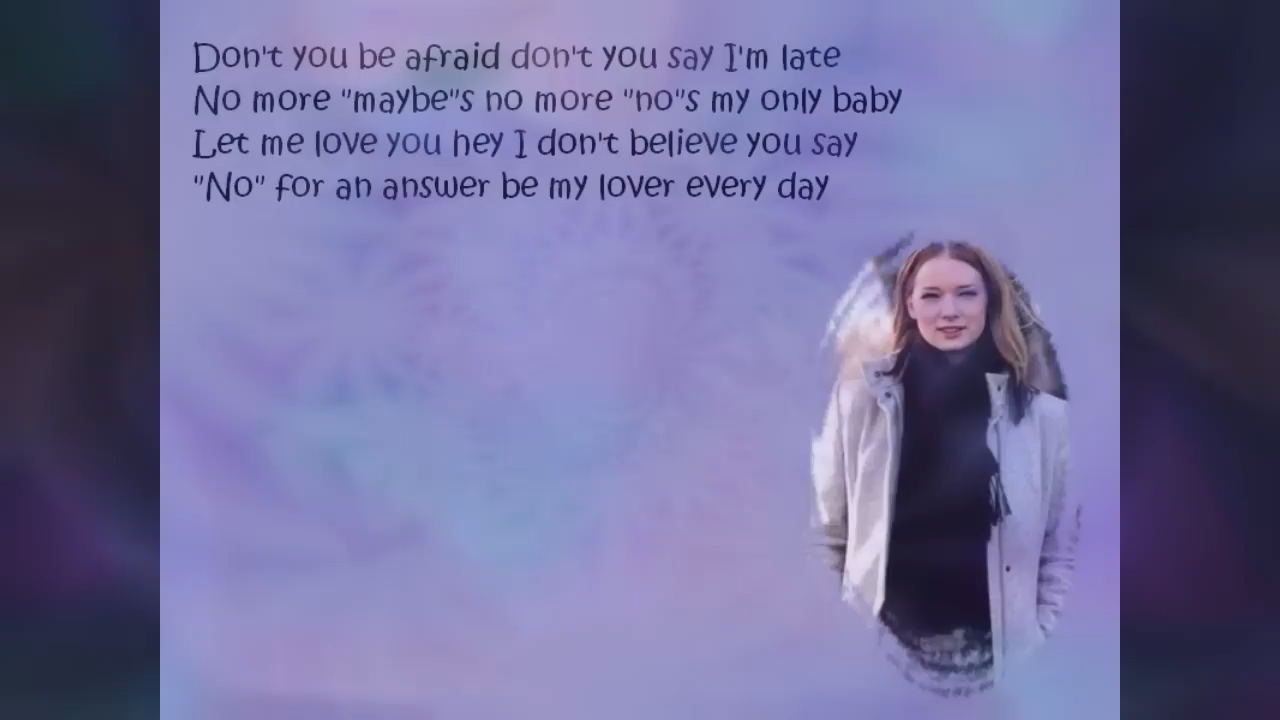 Don't you be afraid don't you say I'm late
No more "maybe"s no more "no"s my only baby
Let me love you hey I don't believe you say
"No" for an answer be my lover every day